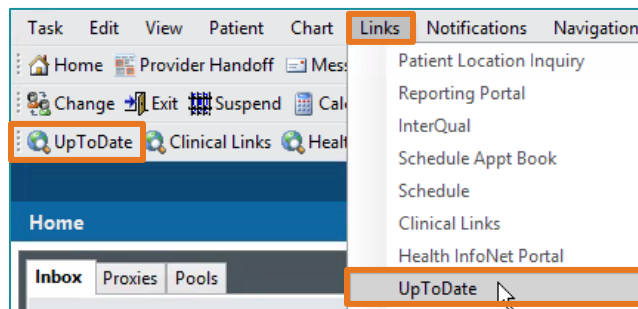 Task Edit View Patient Chart Links Notifications Navigation
Home Provider Handoff
Change Exit Suspend
UpToDate Clinical Links
Home
Inbox Proxies Pools
Patient Location Inquiry
Reporting Portal
InterQual
Schedule Appt Book
Schedule
Clinical Links
Health InfoNet Portal
UpToDate